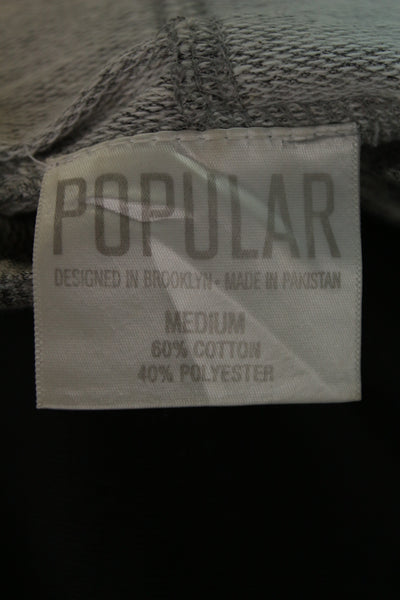 POPULAR
DESIGNED IN BROOKLYN • MADE IN PAKISTAN
MEDIUM
60% COTTON
40% POLYESTER